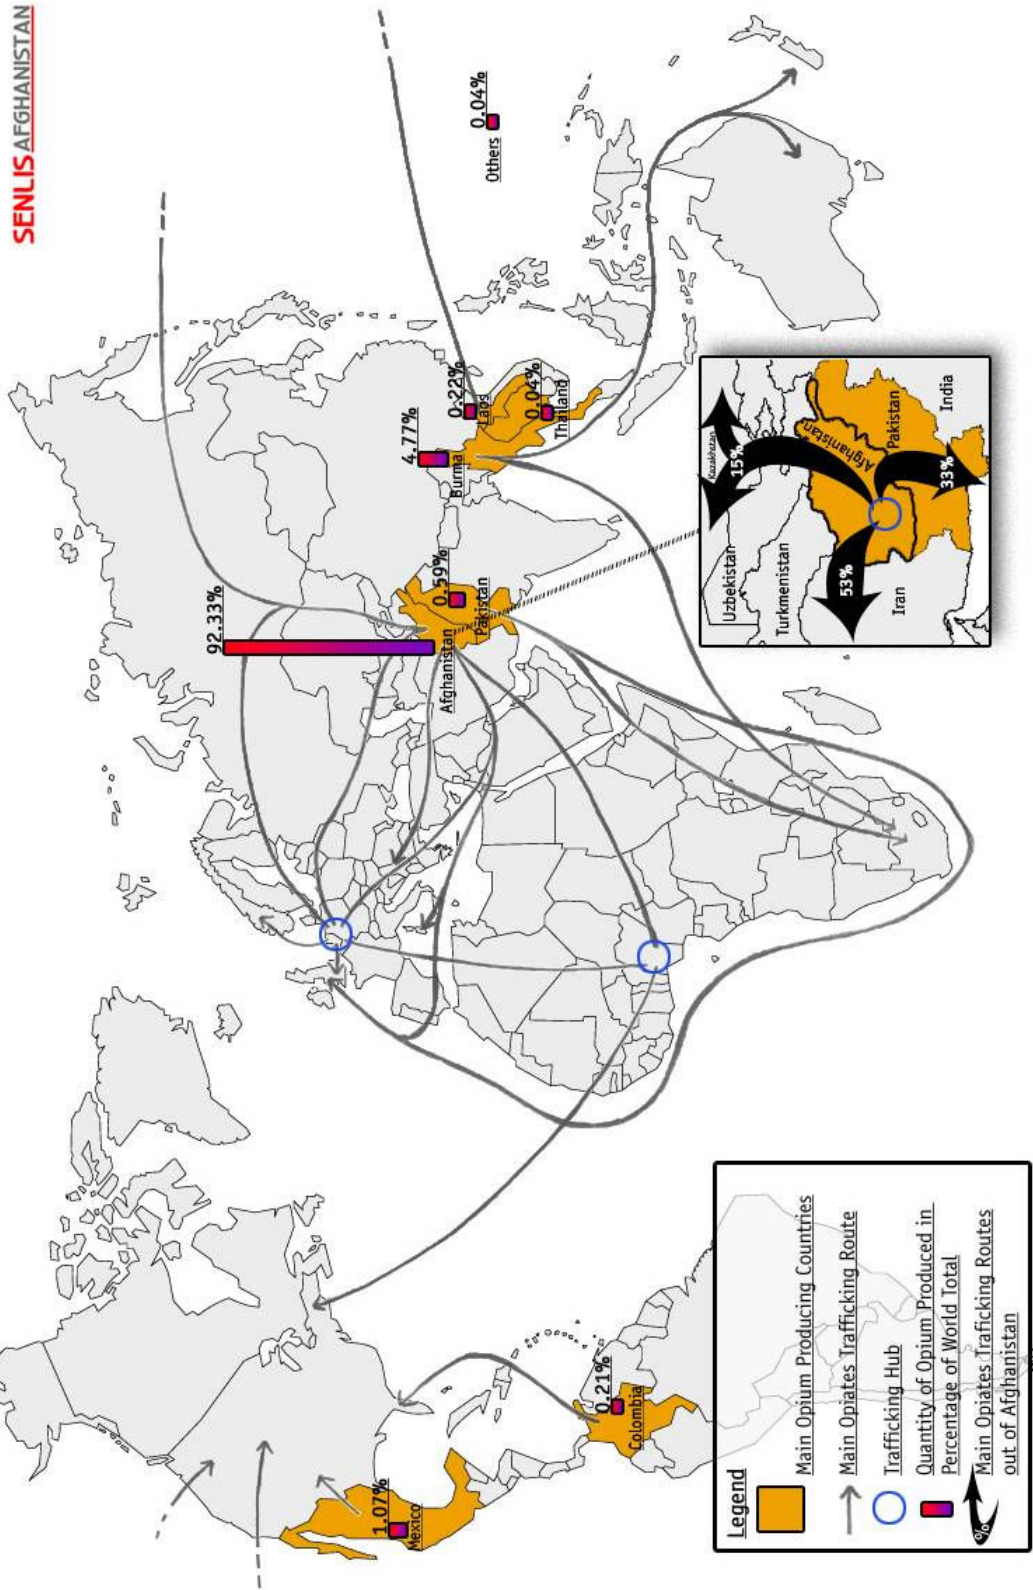 SENLIS AFGHANISTAN
92.33%
Afghanistan
0.59%
Pakistan
4.77%
Burma
0.22%
Laos
0.04%
Thailand
Others
0.04%
1.07%
Mexico
0.21%
Colombia
Kazakhstan
15%
Uzbekistan
Turkmenistan
53%
Iran
Afghanistan
Pakistan
33%
India
Legend
Main Opium Producing Countries
Main Opiates Trafficking Route
Trafficking Hub
Quantity of Opium Produced in
Percentage of World Total
%
Main Opiates Traficking Routes
out of Afghanistan